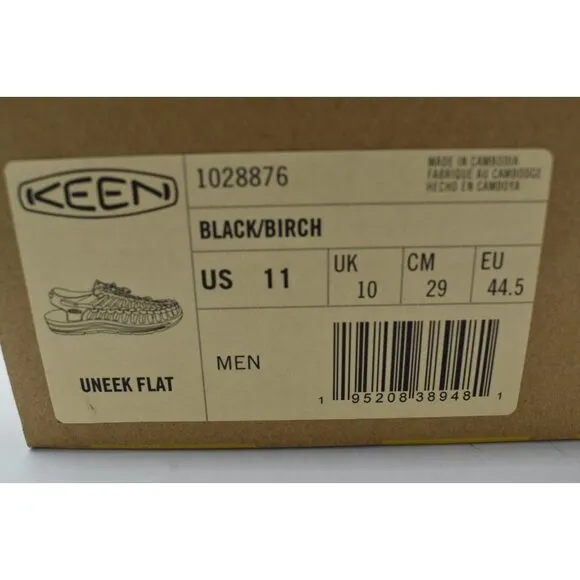 KEEN
1028876
MADE IN CAMBODIA
FABRIQUÉ AU CAMBODGE
HECHO EN CAMBOYA
BLACK/BIRCH
US 11
UK 10
CM 29
EU 44.5
UNEEK FLAT
MEN
1 95208 38948 1